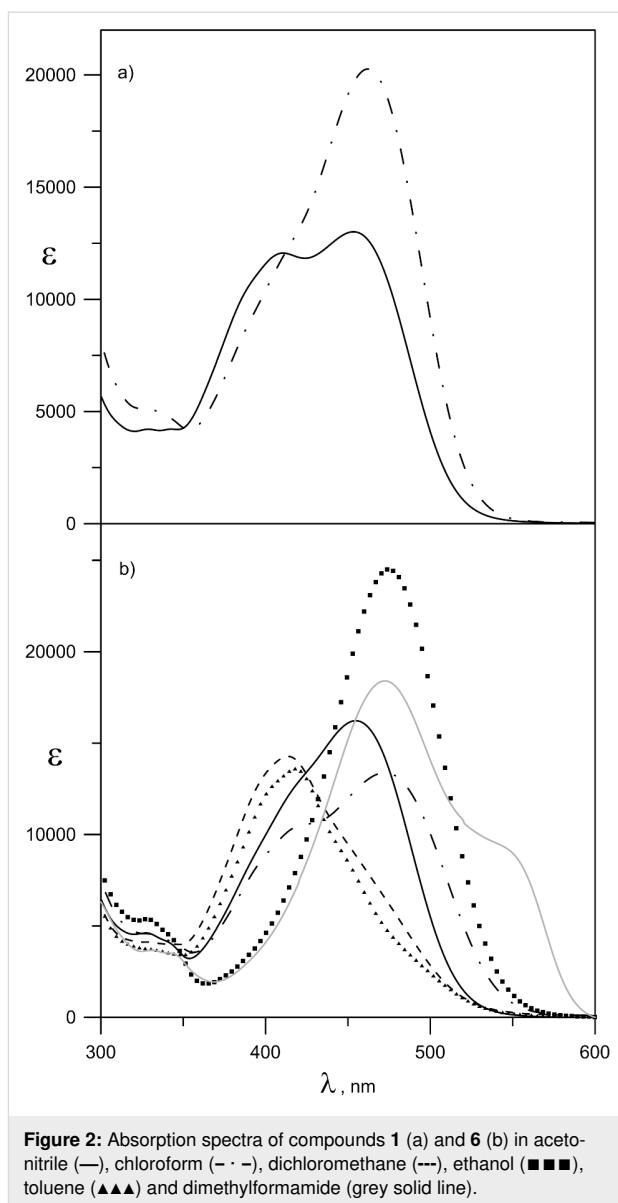 a)
20000
15000
ε
10000
5000
0
b)
20000
ε
10000
0
300 400 500 600
λ , nm
Figure 2: Absorption spectra of compounds 1 (a) and 6 (b) in aceto-
nitrile (—), chloroform (– · –), dichloromethane (---), ethanol (■■■),
toluene (▲▲▲) and dimethylformamide (grey solid line).